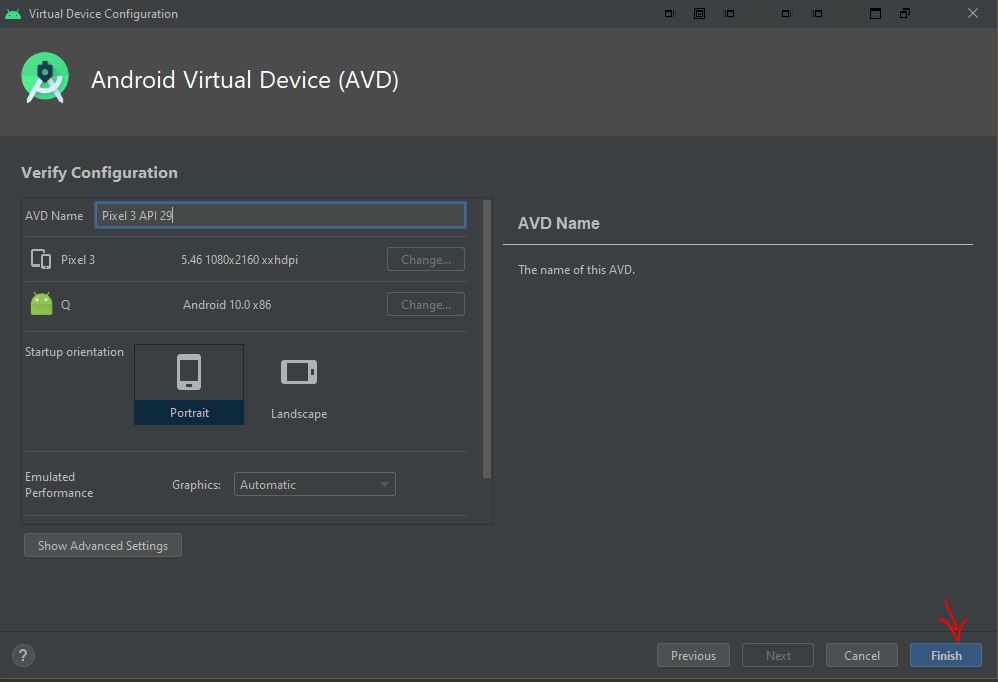 Virtual Device Configuration
Android Virtual Device (AVD)
Verify Configuration
AVD Name
Pixel 3 API 29
Pixel 3
5.46 1080x2160 xxhdpi
Change...
Q
Android 10.0 x86
Change...
Startup orientation
Portrait
Landscape
Emulated
Performance
Graphics:
Automatic
Show Advanced Settings
AVD Name
The name of this AVD.
?
Previous
Next
Cancel
Finish